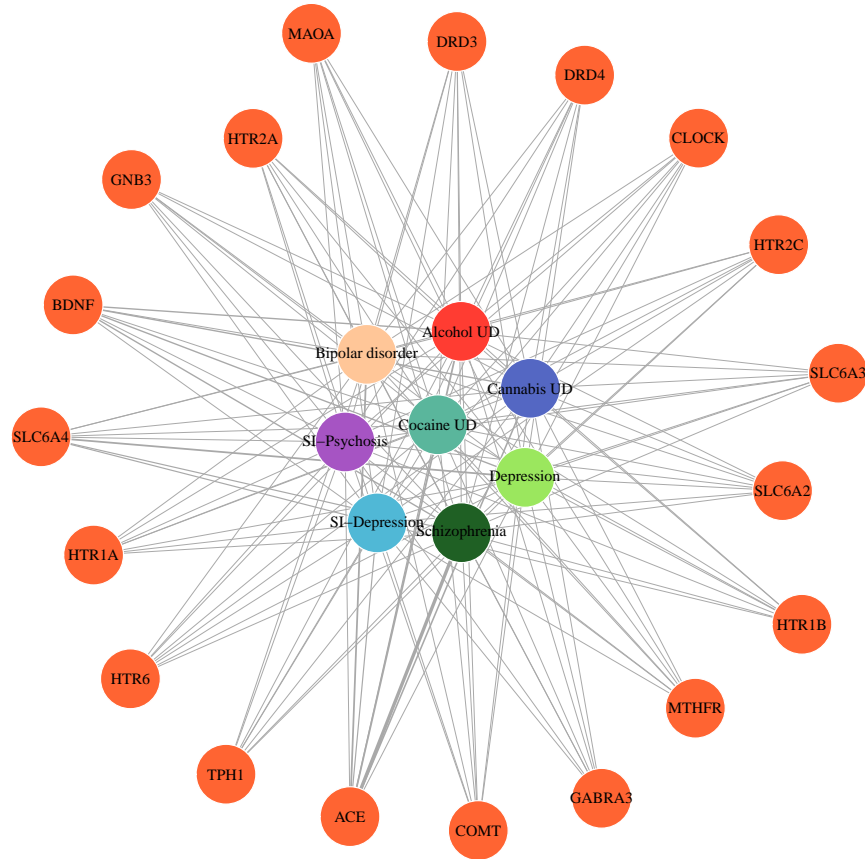 MAOA
DRD3
DRD4
HTR2A
CLOCK
GNB3
HTR2C
BDNF
Alcohol UD
Bipolar disorder
SLC6A3
Cannabis UD
Cocaine UD
SLC6A4
SI−Psychosis
Depression
SLC6A2
SI−Depression
Schizophrenia
HTR1A
HTR1B
HTR6
MTHFR
TPH1
GABRA3
ACE
COMT